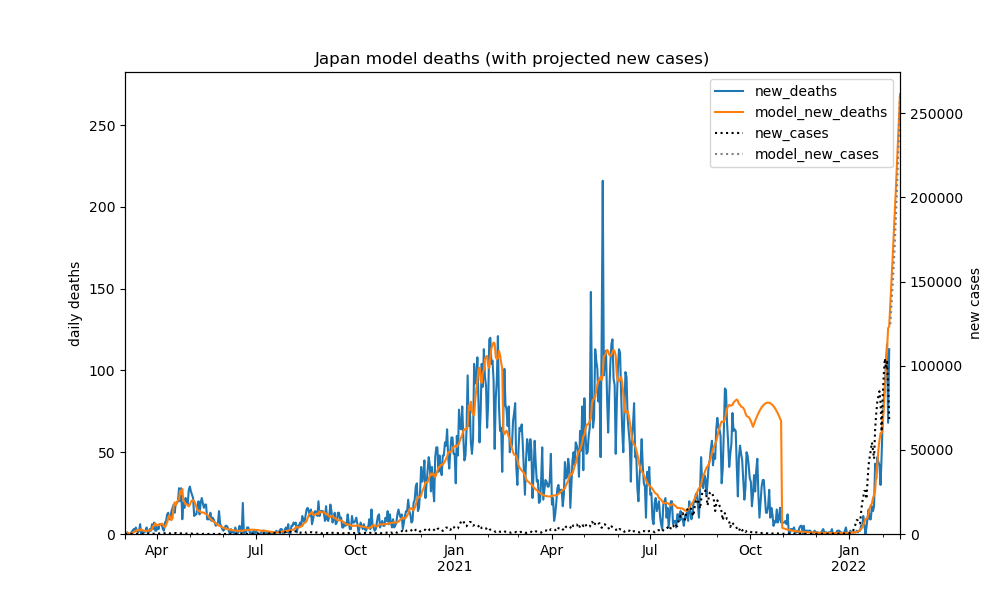 Japan model deaths (with projected new cases)
new_deaths
model_new_deaths
new_cases
model_new_cases
daily deaths
250
200
150
100
50
0
new cases
250000
200000
150000
100000
50000
0
Apr
Jul
Oct
Jan
2021
Apr
Jul
Oct
Jan
2022